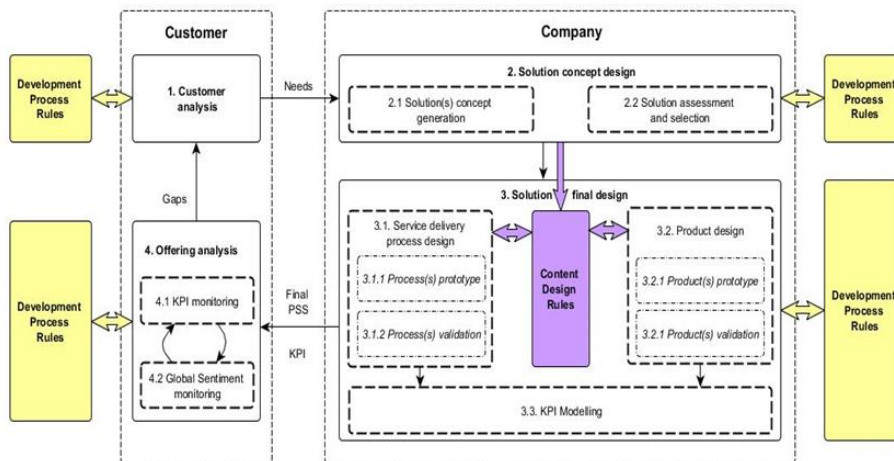 Customer
Company
Development
Process
Rules
1. Customer
analysis
Needs
2. Solution concept design
2.1 Solution(s) concept
generation
2.2 Solution assessment
and selection
Development
Process
Rules
Gaps
3. Solution final design
4. Offering analysis
4.1 KPI monitoring
4.2 Global Sentiment
monitoring
Development
Process
Rules
Final
PSS
KPI
3.1. Service delivery
process design
3.1.1 Process(s) prototype
3.1.2 Process(s) validation
Content
Design
Rules
3.2. Product design
3.2.1 Product(s) prototype
3.2.1 Product(s) validation
3.3. KPI Modelling
Development
Process
Rules